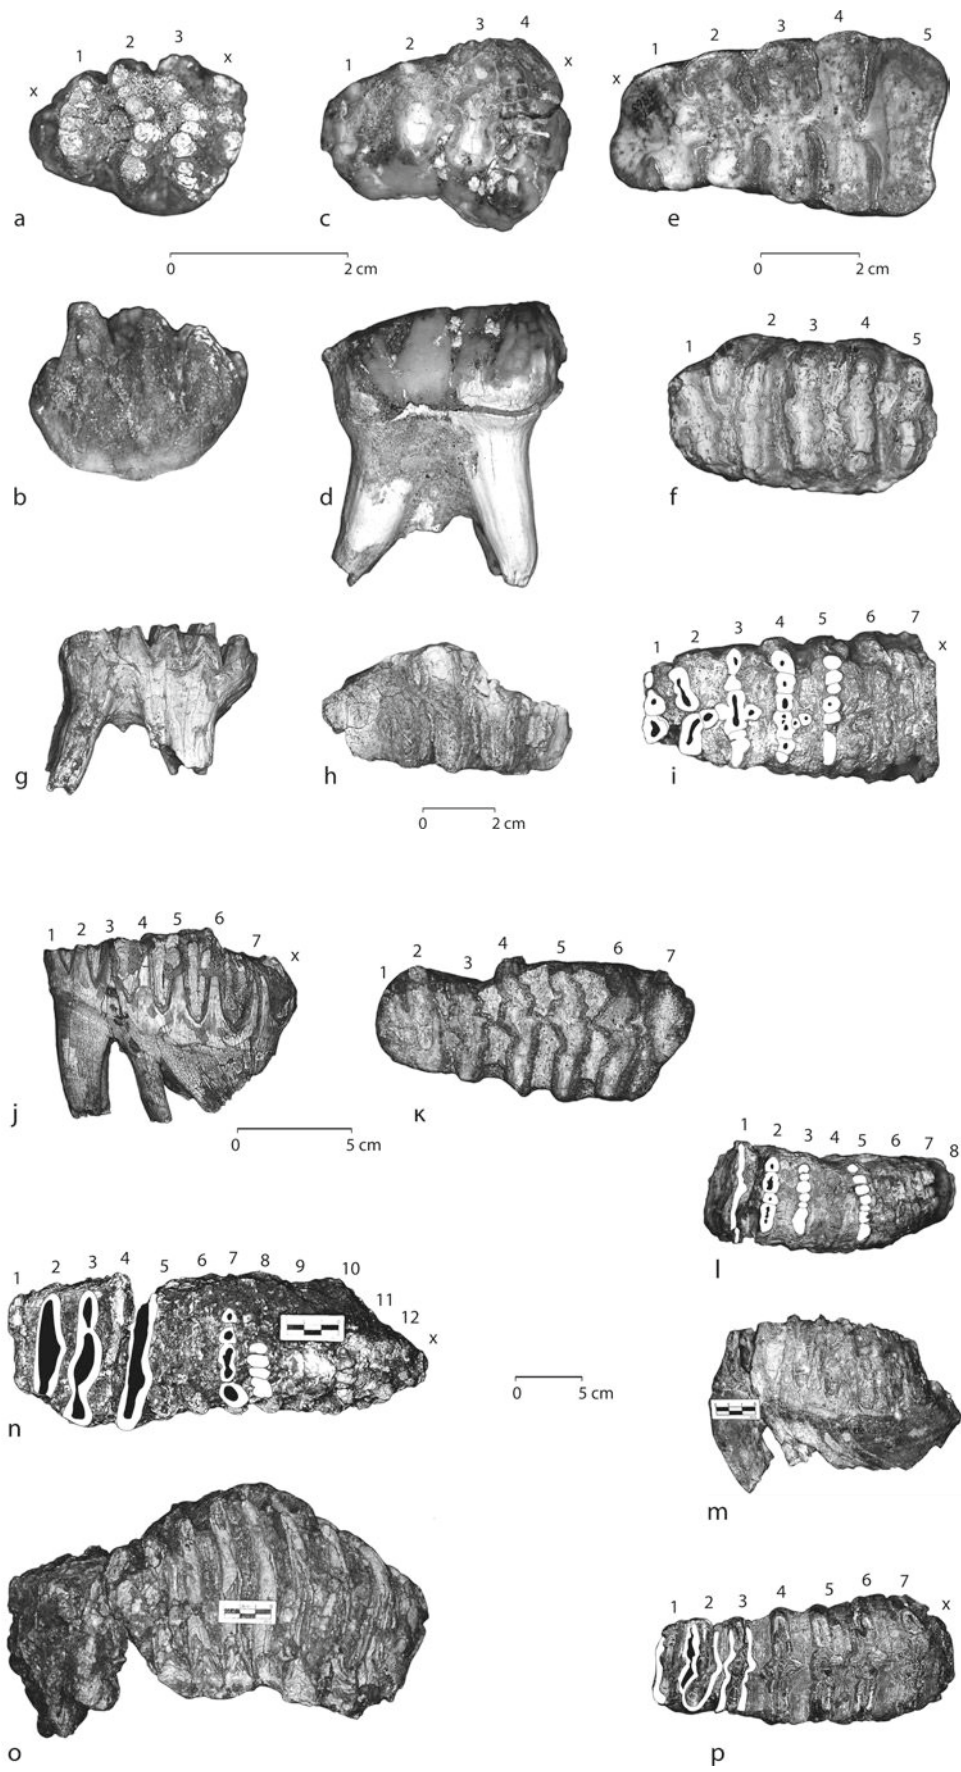 1 2 3
x x
a
1 2 3 4
x
c
1 2 3 4 5
x
e
0 2 cm
0 2 cm
b
d
1 2 3 4 5
f
g
h
1 2 3 4 5 6 7
x
i
0 2 cm
1 2 3 4 5 6 7
x
j
1 2 3 4 5 6 7
к
0 5 cm
1 2 3 4 5 6 7 8
l
1 2 3 4 5 6 7 8 9 10 11 12
x
n
0 5 cm
m
o
1 2 3 4 5 6 7
x
p